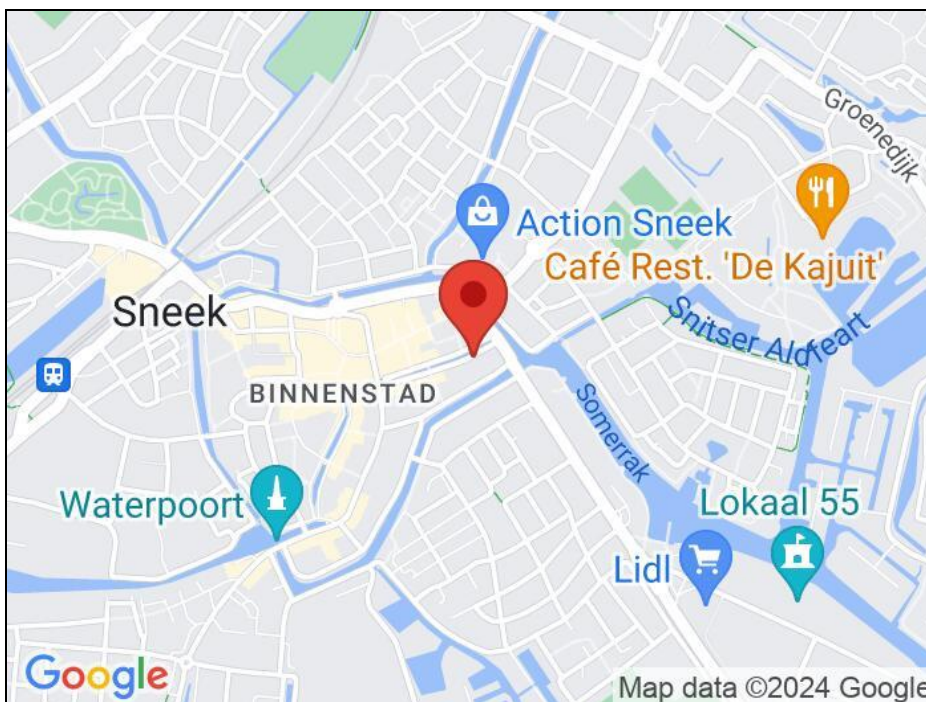 Groenedijk
Action Sneek
Café Rest. 'De Kajuit'
Sneek
Snitser Aldfeart
BINNENSTAD
Somerrak
Waterpoort
Lokaal 55
Lidl
Google
Map data ©2024 Google